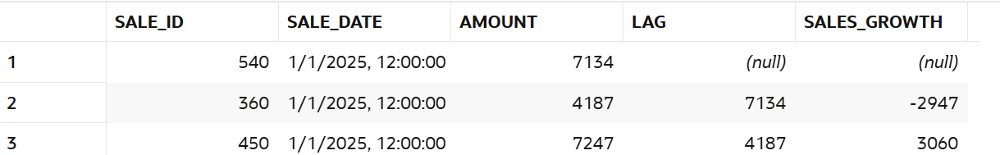 SALE_ID SALE_DATE AMOUNT LAG SALES_GROWTH
1 540 1/1/2025, 12:00:00 7134 (null) (null)
2 360 1/1/2025, 12:00:00 4187 7134 -2947
3 450 1/1/2025, 12:00:00 7247 4187 3060